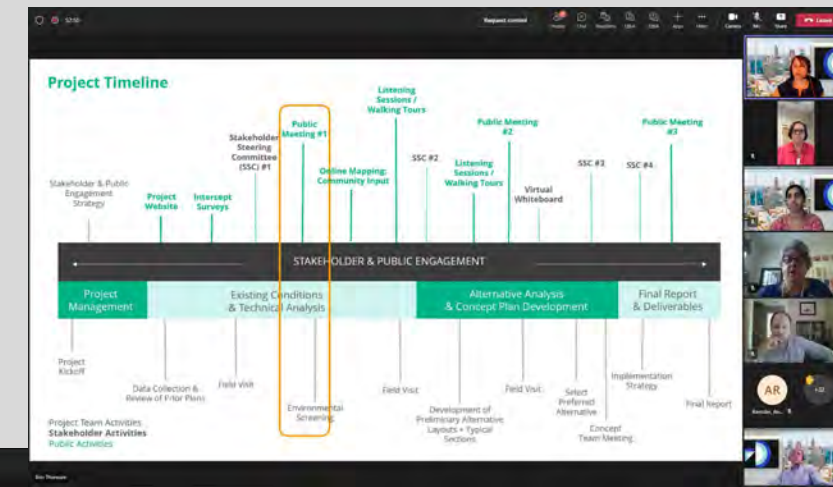 Request control
Leave
Project Timeline
Listening
Sessions /
Walking Tours
Public
Meeting #1
Public Meeting
#2
Public Meeting
#3
Stakeholder
Steering
Committee
(SSC) #1
SSC #2
SSC #3
SSC #4
Online Mapping:
Community Input
Listening
Sessions /
Walking Tours
Stakeholder & Public
Engagement
Strategy
Project
Website
Intercept
Surveys
Virtual
Whiteboard
STAKEHOLDER & PUBLIC ENGAGEMENT
Project
Management
Existing Conditions
& Technical Analysis
Alternative Analysis
& Concept Plan Development
Final Report
& Deliverables
Project
Kickoff
Data Collection &
Review of Prior Plans
Field Visit
Environmental
Screening
Field Visit
Development of
Preliminary Alternative
Layouts + Typical
Sections
Field Visit
Select
Preferred
Alternative
Concept
Team Meeting
Implementation
Strategy
Final Report
Project Team Activities
Stakeholder Activities
Public Activities
AR